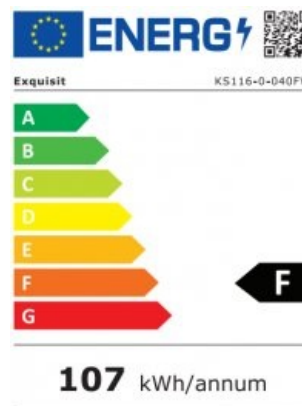 ENERG
Exquisit KS116-0-040F
A
B
C
D
E
F
F
G
107 kWh/annum